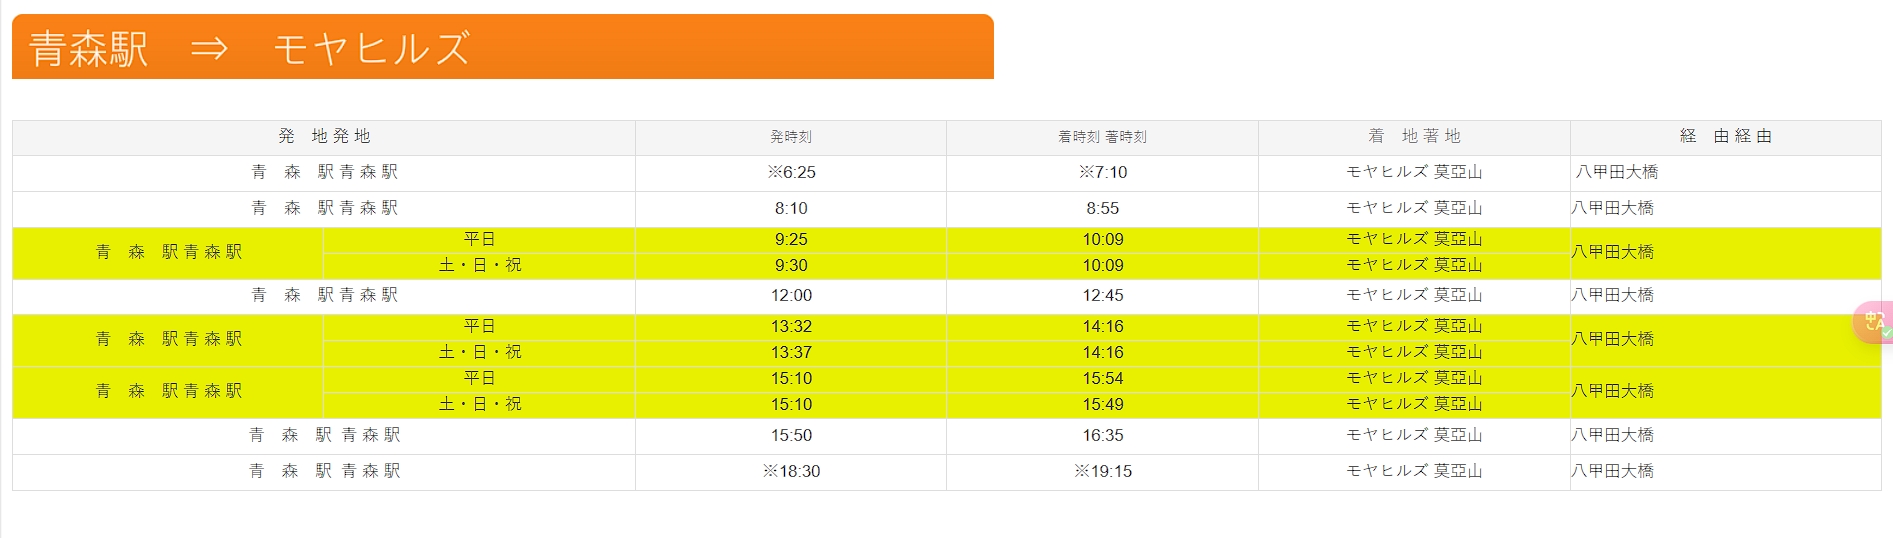 青森駅　⇒　モヤヒルズ
発　地 発 地 発時刻 着時刻 著時刻 着　地 著 地 経　由 経 由
青　森　駅 青 森 駅 ※6:25 ※7:10 モヤヒルズ 莫亞山 八甲田大橋
青　森　駅 青 森 駅 8:10 8:55 モヤヒルズ 莫亞山 八甲田大橋
青　森　駅 青 森 駅 平日 9:25 10:09 モヤヒルズ 莫亞山 八甲田大橋
土・日・祝 9:30 10:09 モヤヒルズ 莫亞山
青　森　駅 青 森 駅 12:00 12:45 モヤヒルズ 莫亞山 八甲田大橋
青　森　駅 青 森 駅 平日 13:32 14:16 モヤヒルズ 莫亞山 八甲田大橋
土・日・祝 13:37 14:16 モヤヒルズ 莫亞山
青　森　駅 青 森 駅 平日 15:10 15:54 モヤヒルズ 莫亞山 八甲田大橋
土・日・祝 15:10 15:49 モヤヒルズ 莫亞山
青　森　駅 青 森 駅 15:50 16:35 モヤヒルズ 莫亞山 八甲田大橋
青　森　駅 青 森 駅 ※18:30 ※19:15 モヤヒルズ 莫亞山 八甲田大橋